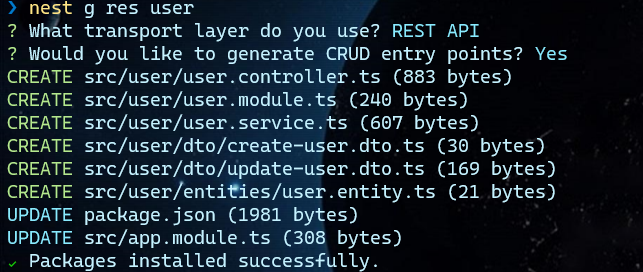 ❯ nest g res user
? What transport layer do you use? REST API
? Would you like to generate CRUD entry points? Yes
CREATE src/user/user.controller.ts (883 bytes)
CREATE src/user/user.module.ts (240 bytes)
CREATE src/user/user.service.ts (607 bytes)
CREATE src/user/dto/create-user.dto.ts (30 bytes)
CREATE src/user/dto/update-user.dto.ts (169 bytes)
CREATE src/user/entities/user.entity.ts (21 bytes)
UPDATE package.json (1981 bytes)
UPDATE src/app.module.ts (308 bytes)
✓ Packages installed successfully.